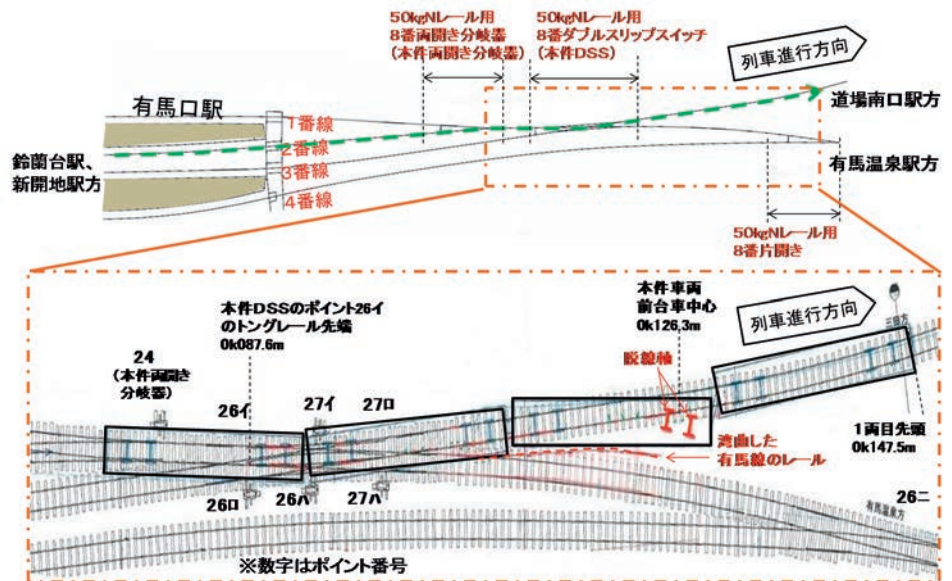 50kgNレール用
8番両開き分岐器
(本件両開き分岐器)
50kgNレール用
8番ダブルスリップスイッチ
(本件DSS)
列車進行方向
有馬口駅
1番線
2番線
3番線
4番線
鈴蘭台駅、
新開地駅方
道場南口駅方
有馬温泉駅方
50kgNレール用
8番片開き
本件DSSのポイント26イ
のトングレール先端
0k087.6m
本件車両
前台車中心
0k126.3m
列車進行方向
三田方
24
(本件両開き
分岐器)
26イ
27イ
27ロ
脱線軸
湾曲した
有馬線のレール
1両目先頭
0k147.5m
26ロ
26ハ
27ハ
26ニ
有馬温泉方
※数字はポイント番号